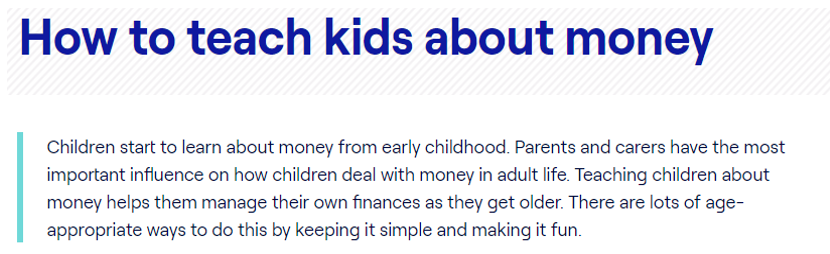 How to teach kids about money
Children start to learn about money from early childhood. Parents and carers have the most
important influence on how children deal with money in adult life. Teaching children about
money helps them manage their own finances as they get older. There are lots of age-
appropriate ways to do this by keeping it simple and making it fun.